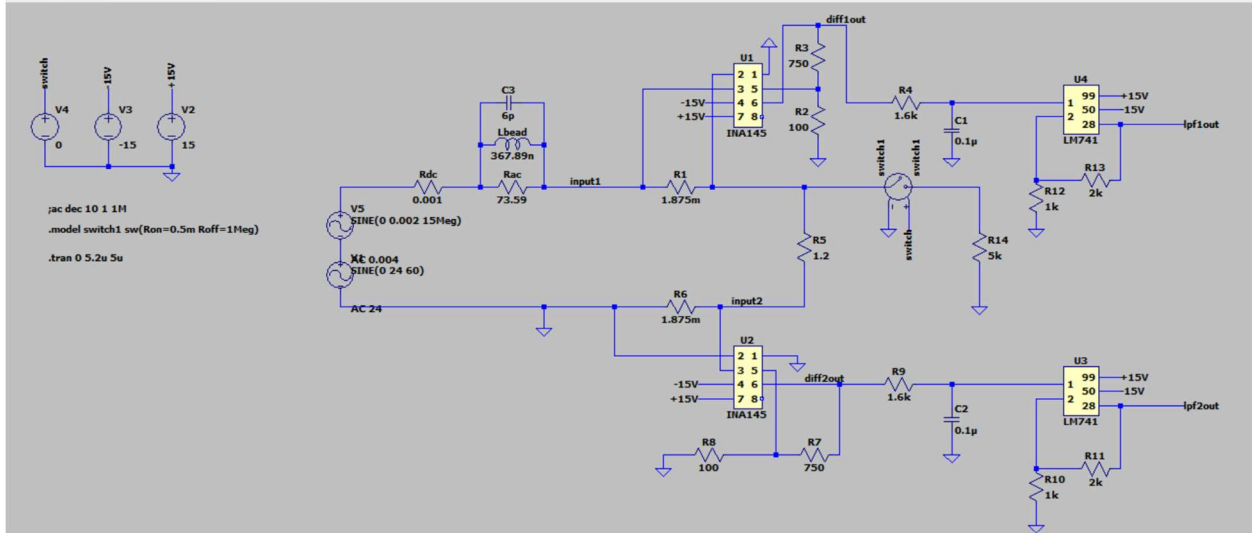 switch
V4
0
-15V
V3
-15
+15V
V2
15
;ac dec 10 1 1M
.model switch1 sw(Ron=0.5m Roff=1Meg)
.tran 0 5.2u 5u
C3
6p
Lbead
367.89n
Rdc
0.001
Rac
73.59
V5
SINE(0 0.002 15Meg)
AC 0.004
SINE(0 24 60)
AC 24
input1
R1
1.875m
U1
2 1
3 5
4 6
7 8
INA145
-15V
+15V
diff1out
R3
750
R2
100
R4
1.6k
C1
0.1µ
U4
1
2
99
50
28
LM741
+15V
-15V
lpf1out
R13
2k
R12
1k
switch1
switch1
switch
R14
5k
R5
1.2
R6
1.875m
input2
U2
2 1
3 5
4 6
7 8
INA145
-15V
+15V
diff2out
R8
100
R7
750
R9
1.6k
C2
0.1µ
U3
1
2
99
50
28
LM741
+15V
-15V
lpf2out
R11
2k
R10
1k